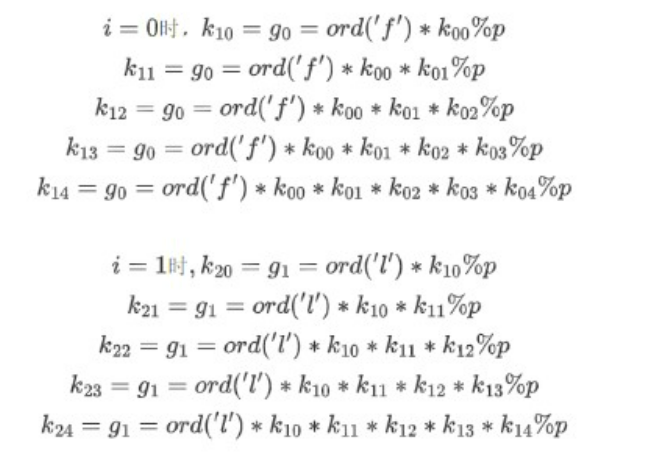 i = 0时. k₁₀ = g₀ = ord('f') * k₀₀%p
k₁₁ = g₀ = ord('f') * k₀₀ * k₀₁%p
k₁₂ = g₀ = ord('f') * k₀₀ * k₀₁ * k₀₂%p
k₁₃ = g₀ = ord('f') * k₀₀ * k₀₁ * k₀₂ * k₀₃%p
k₁₄ = g₀ = ord('f') * k₀₀ * k₀₁ * k₀₂ * k₀₃ * k₀₄%p
i = 1时, k₂₀ = g₁ = ord('l') * k₁₀%p
k₂₁ = g₁ = ord('l') * k₁₀ * k₁₁%p
k₂₂ = g₁ = ord('l') * k₁₀ * k₁₁ * k₁₂%p
k₂₃ = g₁ = ord('l') * k₁₀ * k₁₁ * k₁₂ * k₁₃%p
k₂₄ = g₁ = ord('l') * k₁₀ * k₁₁ * k₁₂ * k₁₃ * k₁₄%p